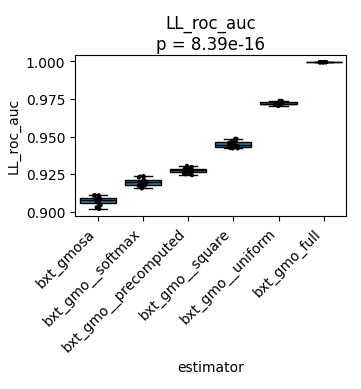 LL_roc_auc
p = 8.39e-16
1.000
0.975
0.950
0.925
0.900
LL_roc_auc
bxt_gmosa
bxt_gmo__softmax
bxt_gmo__precomputed
bxt_gmo__square
bxt_gmo__uniform
bxt_gmo_full
estimator